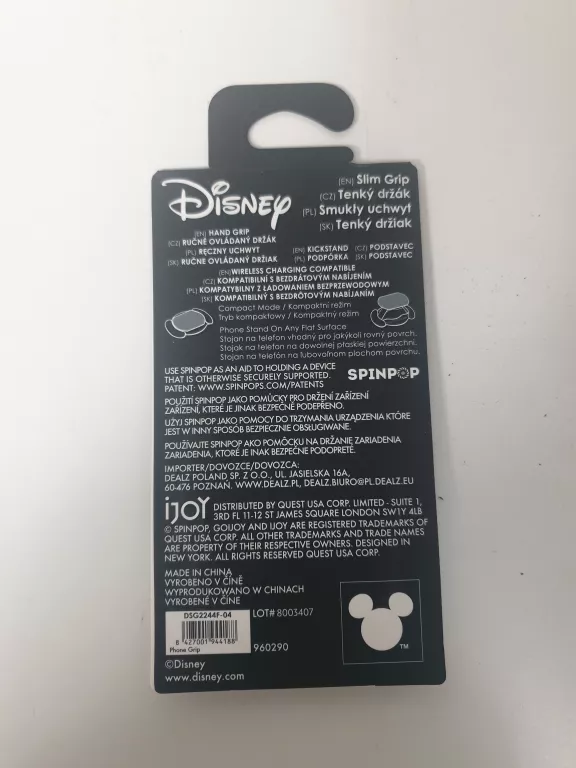 Disney
[EN] Slim Grip
[CZ] Tenký držák
[PL] Smukły uchwyt
[SK] Tenký držiak
[EN] HAND GRIP
[CZ] RUČNĚ OVLÁDANÝ DRŽÁK
[PL] RĘCZNY UCHWYT
[SK] RUČNE OVLÁDANÝ DRŽIAK
[EN] KICKSTAND [CZ] PODSTAVEC
[PL] PODPÓRKA [SK] PODSTAVEC
[EN] WIRELESS CHARGING COMPATIBLE
[CZ] KOMPATIBILNÍ S BEZDRÁTOVÝM NABÍJENÍM
[PL] KOMPATYBILNY Z ŁADOWANIEM BEZPRZEWODOWYM
[SK] KOMPATIBILNÝ S BEZDRÔTOVÝM NABÍJANÍM
Compact Mode / Kompaktní režim
Tryb kompaktowy / Kompaktný režim
Phone Stand On Any Flat Surface
Stojan na telefon vhodný pro jakýkoli rovný povrch.
Stojak na telefon na dowolnej płaskiej powierzchni.
Stojan na telefón na ľubovoľnom plochom povrchu.
USE SPINPOP AS AN AID TO HOLDING A DEVICE
THAT IS OTHERWISE SECURELY SUPPORTED.
PATENT: WWW.SPINPOPS.COM/PATENTS
SPINPOP
POUŽITÍ SPINPOP JAKO POMŮCKY PRO DRŽENÍ ZAŘÍZENÍ
ZAŘÍZENÍ, KTERÉ JE JINAK BEZPEČNĚ PODEPŘENO.
UŻYJ SPINPOP JAKO POMOCY DO TRZYMANIA URZĄDZENIA KTÓRE
JEST W INNY SPOSÓB BEZPIECZNIE OBSŁUGIWANE.
POUŽÍVAJTE SPINPOP AKO POMÔCKU NA DRŽANIE ZARIADENIA
ZARIADENIA, KTORÉ JE INAK BEZPEČNE PODOPRETÉ.
IMPORTER/DOVOZCE/DOVOZCA:
DEALZ POLAND SP. Z O.O., UL. JASIELSKA 16A,
60-476 POZNAŃ. WWW.DEALZ.PL, DEALZ.BIURO@PL.DEALZ.EU
iJOY
DISTRIBUTED BY QUEST USA CORP. LIMITED - SUITE 1,
3RD FL 11-12 ST JAMES SQUARE LONDON SW1Y 4LB
© SPINPOP, GOIJOY AND IJOY ARE REGISTERED TRADEMARKS OF
QUEST USA CORP. ALL OTHER TRADEMARKS AND TRADE NAMES
ARE PROPERTY OF THEIR RESPECTIVE OWNERS. DESIGNED IN
NEW YORK. ALL RIGHTS RESERVED QUEST USA CORP.
MADE IN CHINA
VYROBENO V ČÍNĚ
WYPRODUKOWANO W CHINACH
VYROBENÉ V ČÍNE
DSG2244F-04
8 427001 944188
Phone Grip
LOT# 8003407
960290
TM
©Disney
www.disney.com